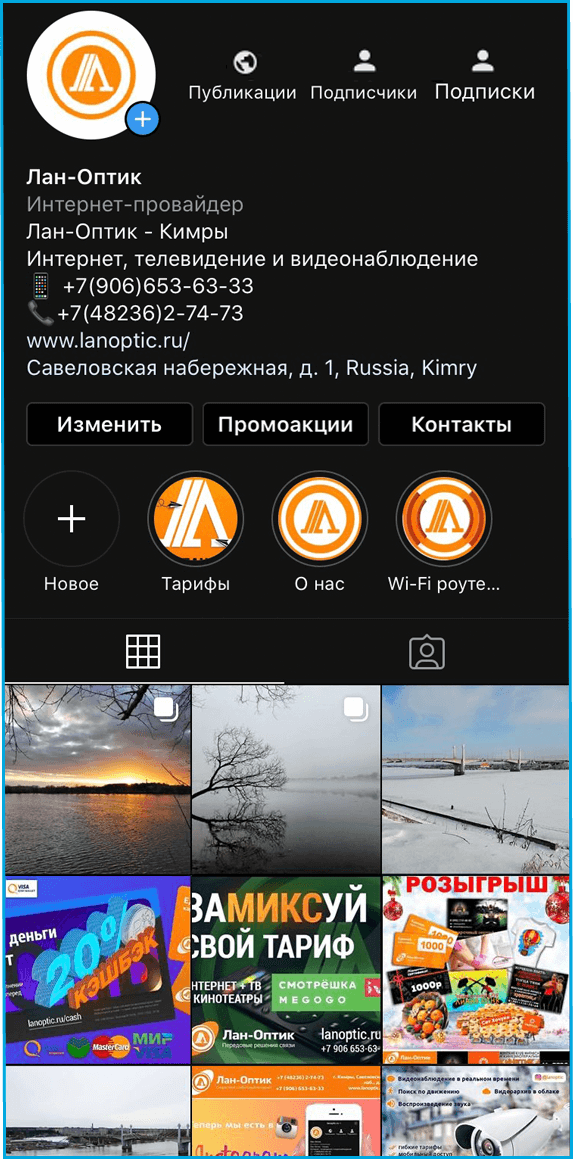 Публикации Подписчики Подписки
Лан-Оптик
Интернет-провайдер
Лан-Оптик - Кимры
Интернет, телевидение и видеонаблюдение
+7(906)653-63-33
+7(48236)2-74-73
www.lanoptic.ru/
Савеловская набережная, д. 1, Russia, Kimry
Изменить Промоакции Контакты
Новое Тарифы О нас Wi-Fi роуте...
VISA
деньги
20%
КЭШБЭК
lanoptic.ru/cash
MasterCard МИР
VISA
ЗАМИКСУЙ
СВОЙ ТАРИФ
НТЕРНЕТ + ТВ
КИНОТЕАТРЫ
СМОТРЁШКА
MEGOGO
Лан-Оптик
Передовые решения связи
lanoptic.ru
+7 906 653-63-
РОЗЫГРЫШ
1000
1000Р
Лан-Оптик
+7 (48236) 2-74-73
+7 (906) 653-63-33
теперь мы есть в
Instagram
Видеонаблюдение в реальном времени
Поиск по движению
Видеоархив в облаке
Воспроизведение звука
гибкие тарифы
мобильный доступ